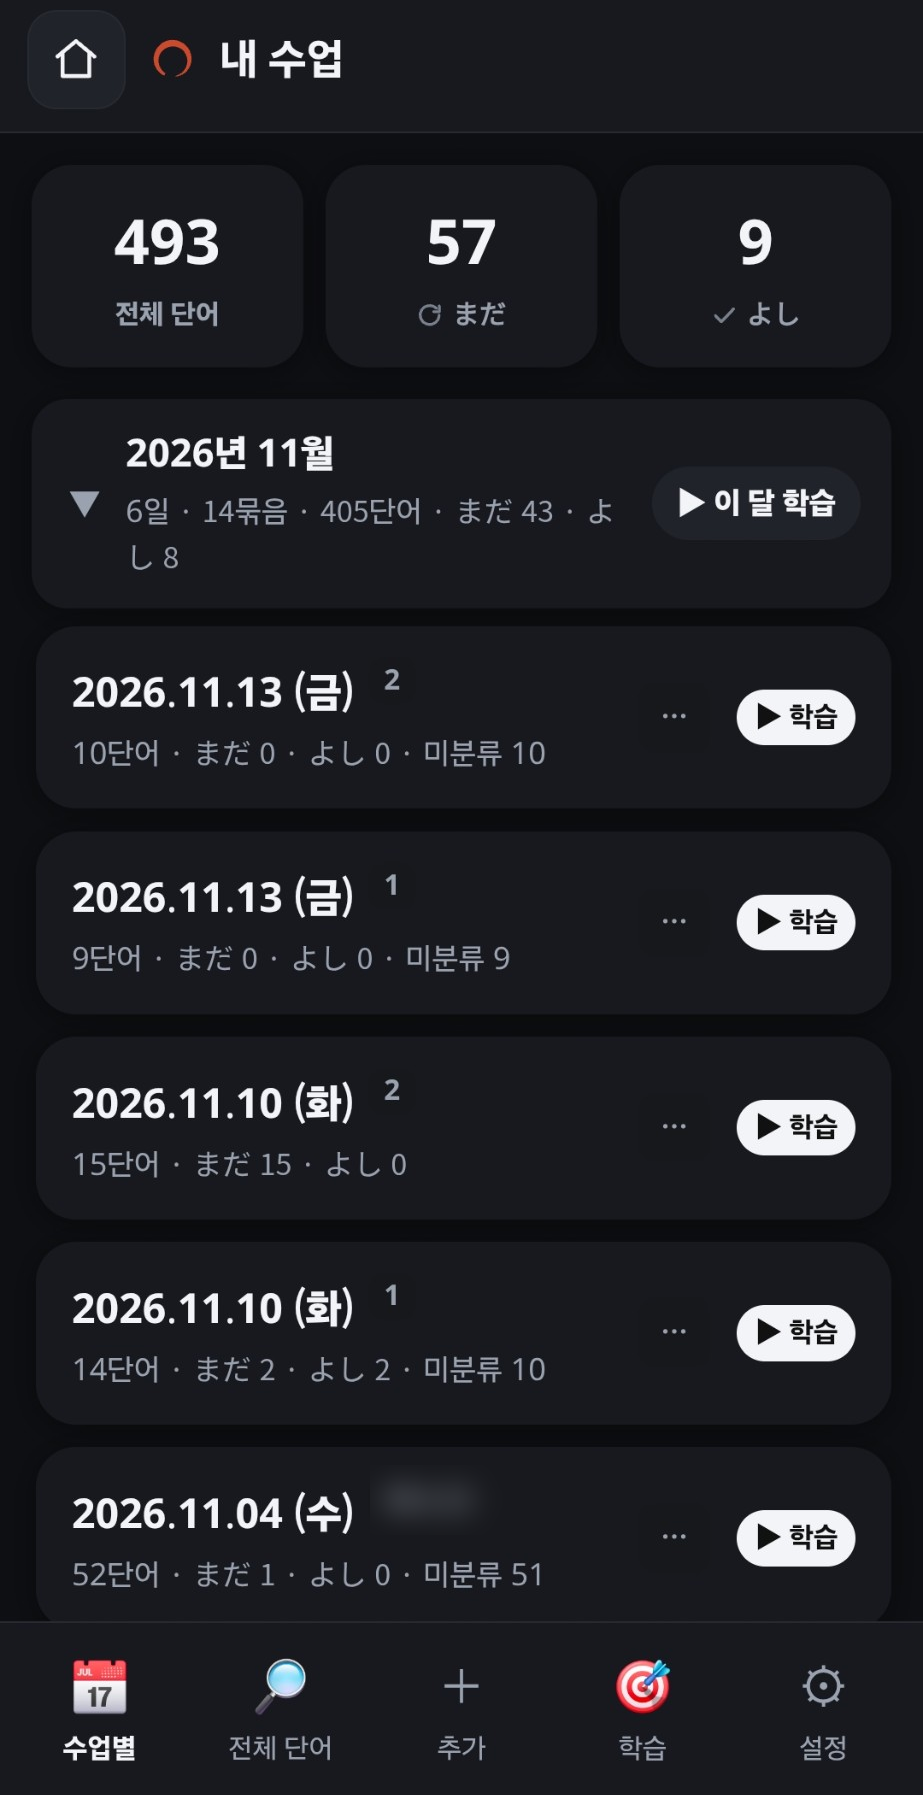 내 수업
493
전체 단어
57
まだ
9
よし
2026년 11월
6일 · 14묶음 · 405단어 · まだ 43 · よ
し 8
▶ 이 달 학습
2026.11.13 (금) 2
10단어 · まだ 0 · よし 0 · 미분류 10
… ▶ 학습
2026.11.13 (금) 1
9단어 · まだ 0 · よし 0 · 미분류 9
… ▶ 학습
2026.11.10 (화) 2
15단어 · まだ 15 · よし 0
… ▶ 학습
2026.11.10 (화) 1
14단어 · まだ 2 · よし 2 · 미분류 10
… ▶ 학습
2026.11.04 (수)
52단어 · まだ 1 · よし 0 · 미분류 51
… ▶ 학습
JUL
17
수업별
전체 단어
추가
학습
설정